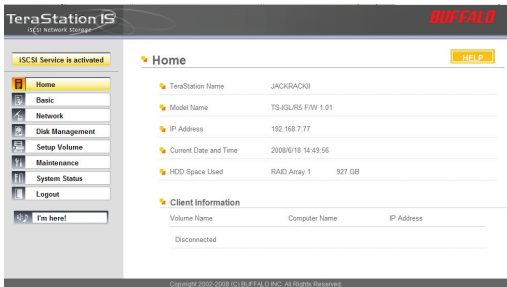 TeraStation IS
iSCSI Network Storage
BUFFALO
iSCSI Service is activated
Home
Basic
Network
Disk Management
Setup Volume
Maintenance
System Status
Logout
I'm here!
Home
HELP
TeraStation Name JACKRACKII
Model Name TS-IGL/R5 F/W 1.01
IP Address 192.168.7.77
Current Date and Time 2008/6/18 14:49:56
HDD Space Used RAID Array 1 927 GB
Client Information
Volume Name Computer Name IP Address
Disconnected
Copyright 2002-2008 (C) BUFFALO INC. All Rights Reserved